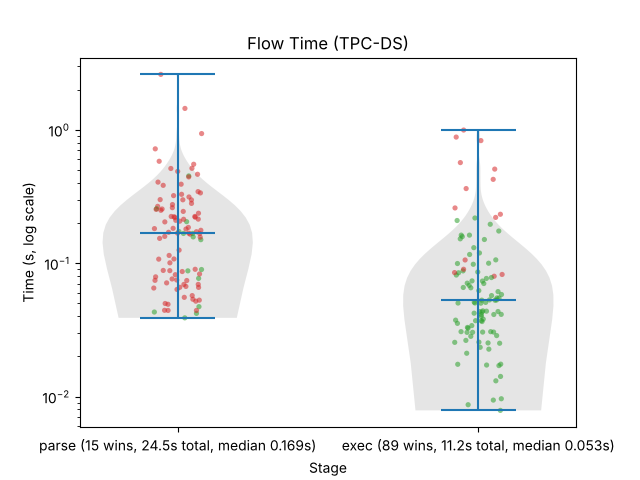 Flow Time (TPC-DS)
Time (s, log scale)
10⁰
10⁻¹
10⁻²
parse (15 wins, 24.5s total, median 0.169s)
exec (89 wins, 11.2s total, median 0.053s)
Stage